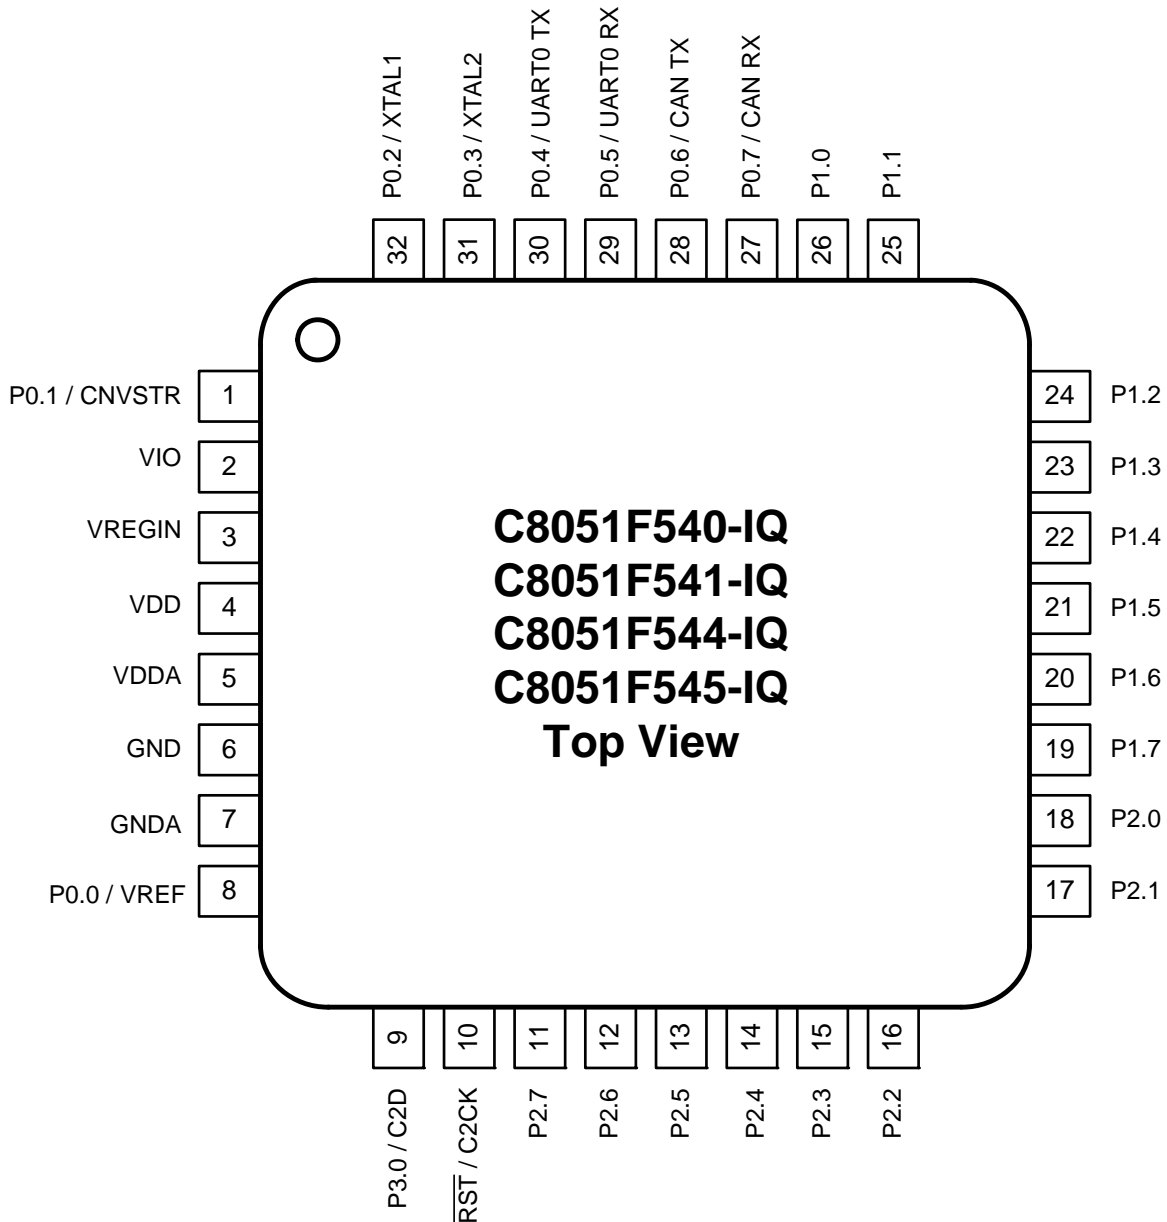 P0.2 / XTAL1
P0.3 / XTAL2
P0.4 / UART0 TX
P0.5 / UART0 RX
P0.6 / CAN TX
P0.7 / CAN RX
P1.0
P1.1
32
31
30
29
28
27
26
25
P0.1 / CNVSTR
1
VIO
2
VREGIN
3
VDD
4
VDDA
5
GND
6
GNDA
7
P0.0 / VREF
8
C8051F540-IQ
C8051F541-IQ
C8051F544-IQ
C8051F545-IQ
Top View
24
P1.2
23
P1.3
22
P1.4
21
P1.5
20
P1.6
19
P1.7
18
P2.0
17
P2.1
9
10
11
12
13
14
15
16
P3.0 / C2D
R̅S̅T̅ / C2CK
P2.7
P2.6
P2.5
P2.4
P2.3
P2.2